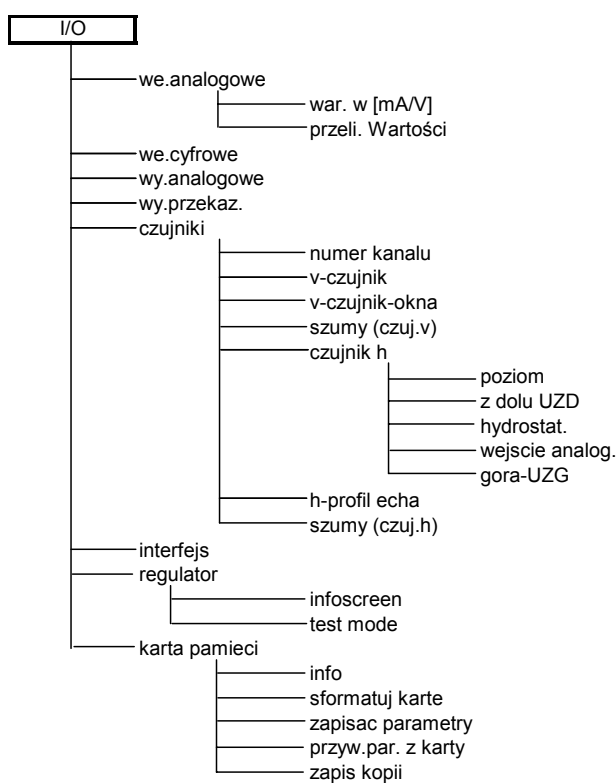 I/O
we.analogowe
war. w [mA/V]
przeli. Wartości
we.cyfrowe
wy.analogowe
wy.przekaz.
czujniki
numer kanalu
v-czujnik
v-czujnik-okna
szumy (czuj.v)
czujnik h
poziom
z dolu UZD
hydrostat.
wejscie analog.
gora-UZG
h-profil echa
szumy (czuj.h)
interfejs
regulator
infoscreen
test mode
karta pamieci
info
sformatuj karte
zapisac parametry
przyw.par. z karty
zapis kopii